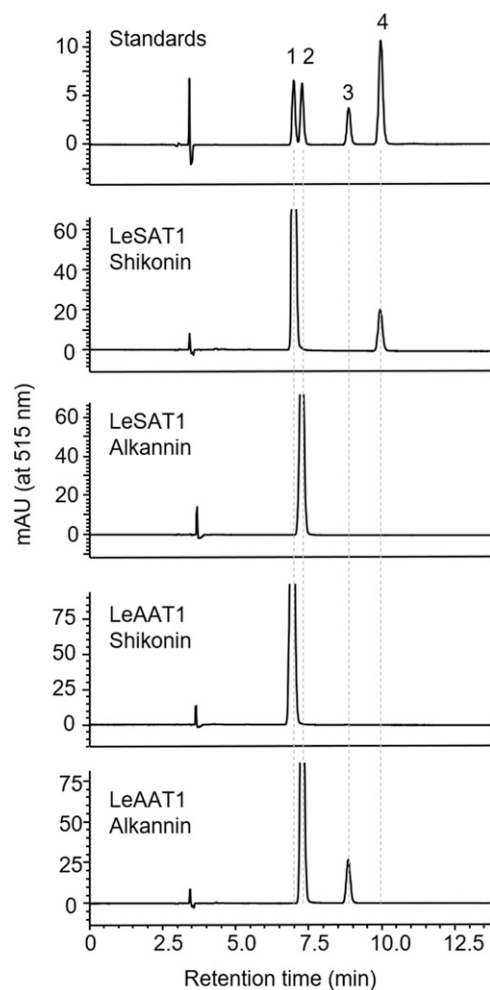 Standards
1 2 3 4
10
5
0
LeSAT1
Shikonin
60
40
20
0
LeSAT1
Alkannin
60
40
20
0
LeAAT1
Shikonin
75
50
25
0
LeAAT1
Alkannin
75
50
25
0
mAU (at 515 nm)
0 2.5 5.0 7.5 10.0 12.5
Retention time (min)